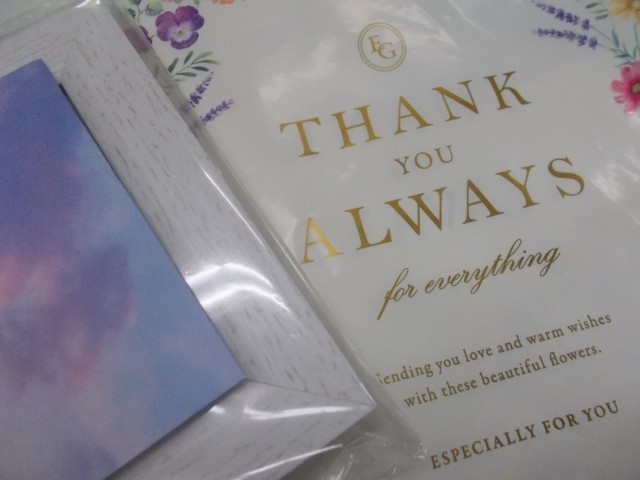 EG
THANK
YOU
ALWAYS
for everything
Sending you love and warm wishes
with these beautiful flowers.
ESPECIALLY FOR YOU